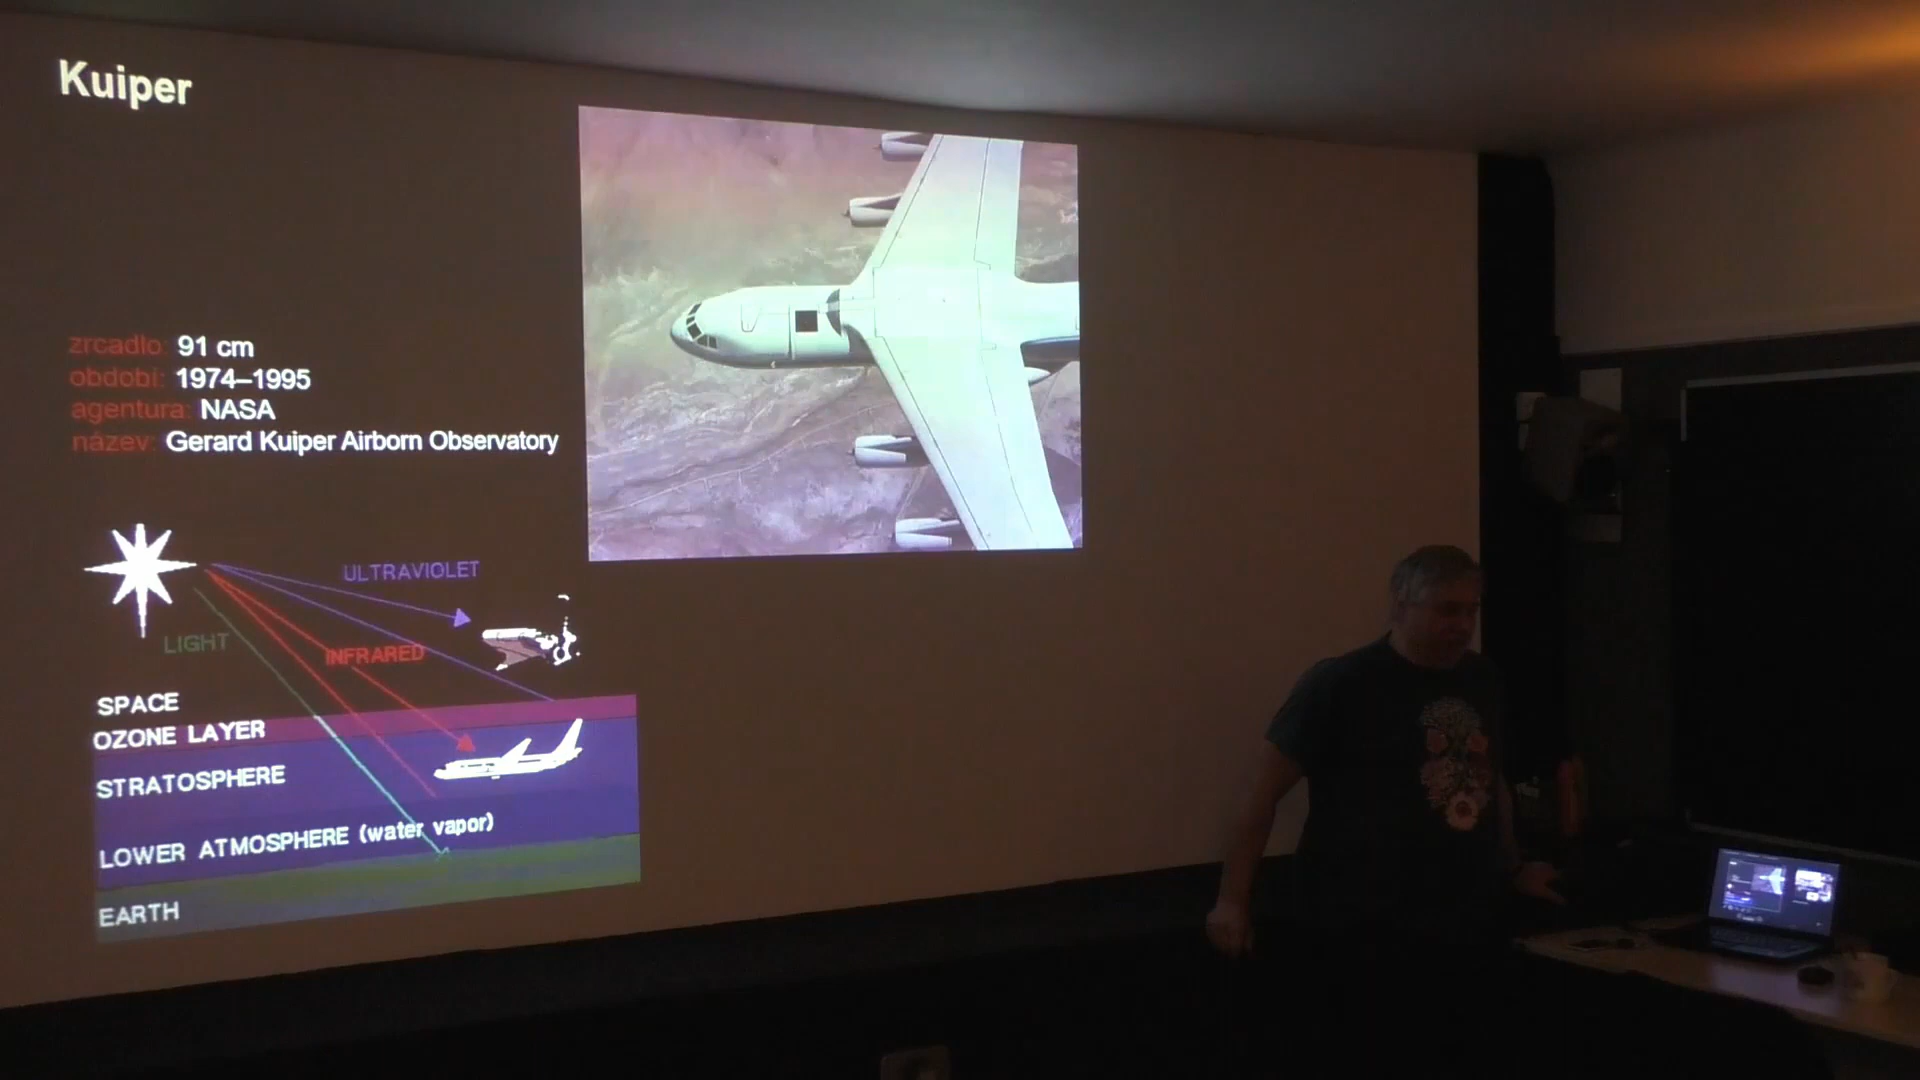 Kuiper
zrcadlo: 91 cm
období: 1974–1995
agentura: NASA
název: Gerard Kuiper Airborn Observatory
ULTRAVIOLET
LIGHT
INFRARED
SPACE
OZONE LAYER
STRATOSPHERE
LOWER ATMOSPHERE (water vapor)
EARTH